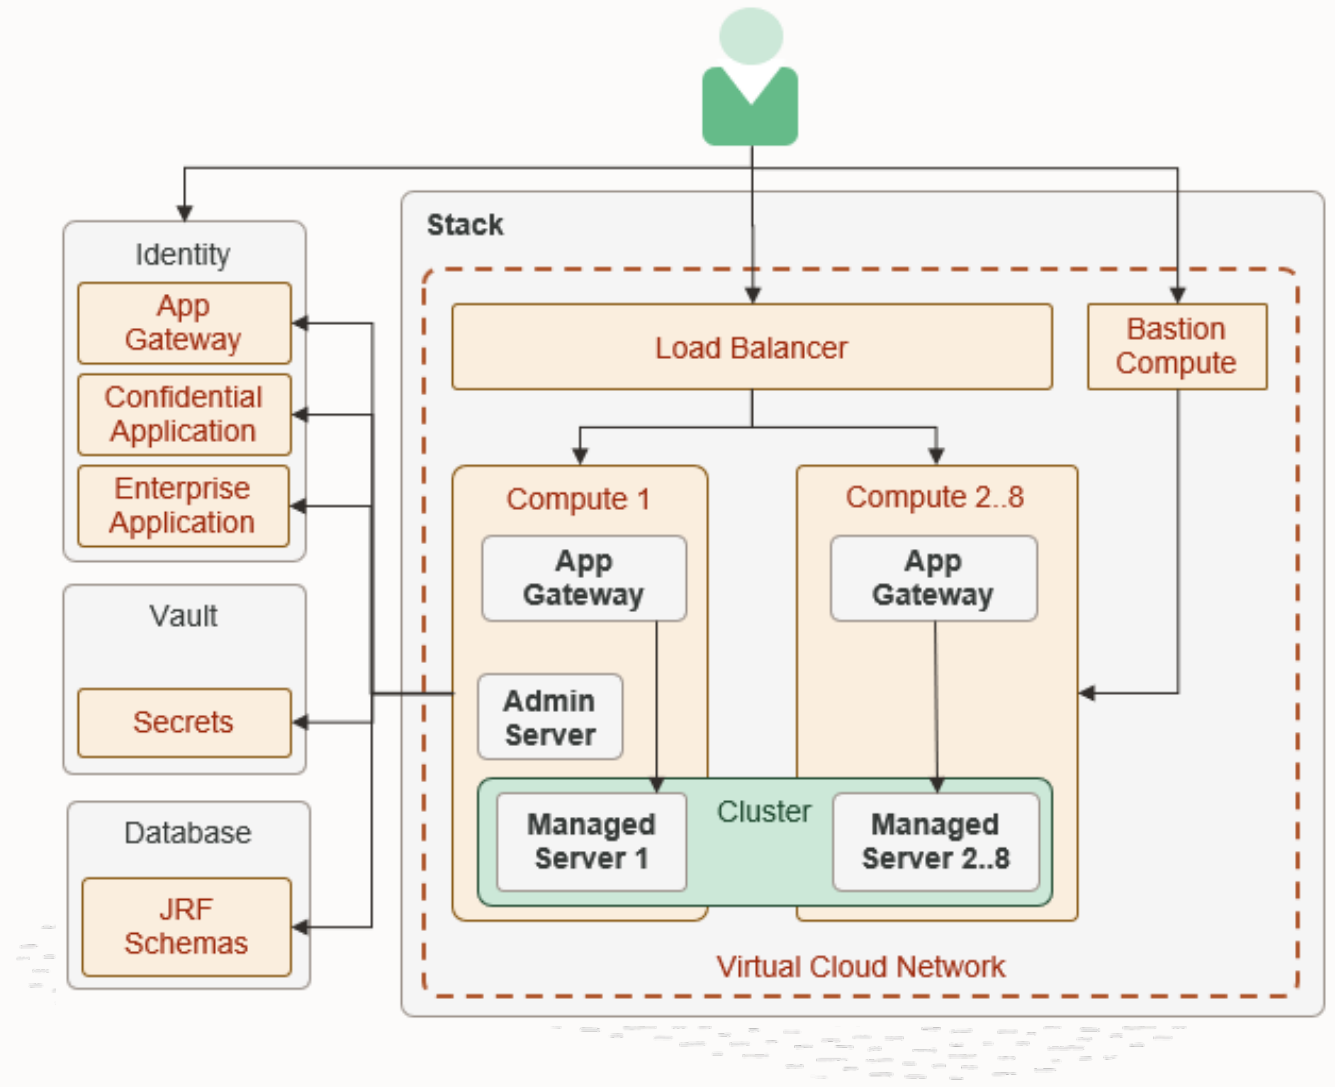 Stack
Identity
App
Gateway
Confidential
Application
Enterprise
Application
Vault
Secrets
Database
JRF
Schemas
Load Balancer
Bastion
Compute
Compute 1
App
Gateway
Admin
Server
Compute 2..8
App
Gateway
Cluster
Managed
Server 1
Managed
Server 2..8
Virtual Cloud Network